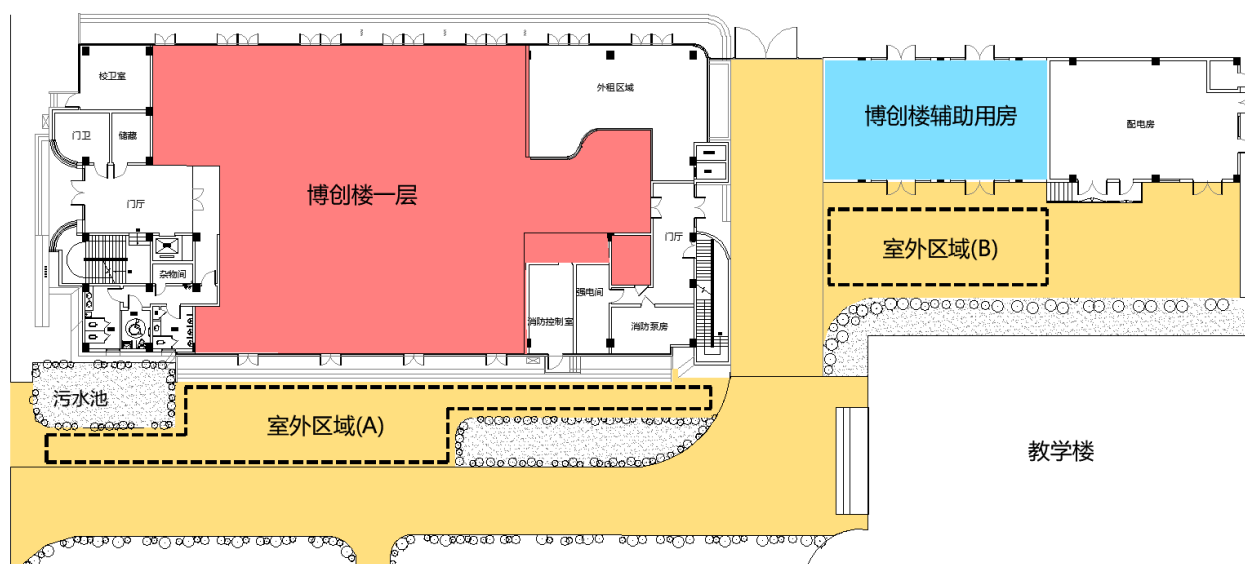 校卫室
外租区域
博创楼辅助用房
配电房
门卫
储藏
博创楼一层
门厅
门厅
室外区域(B)
杂物间
强电间
消防控制室
消防泵房
污水池
室外区域(A)
教学楼